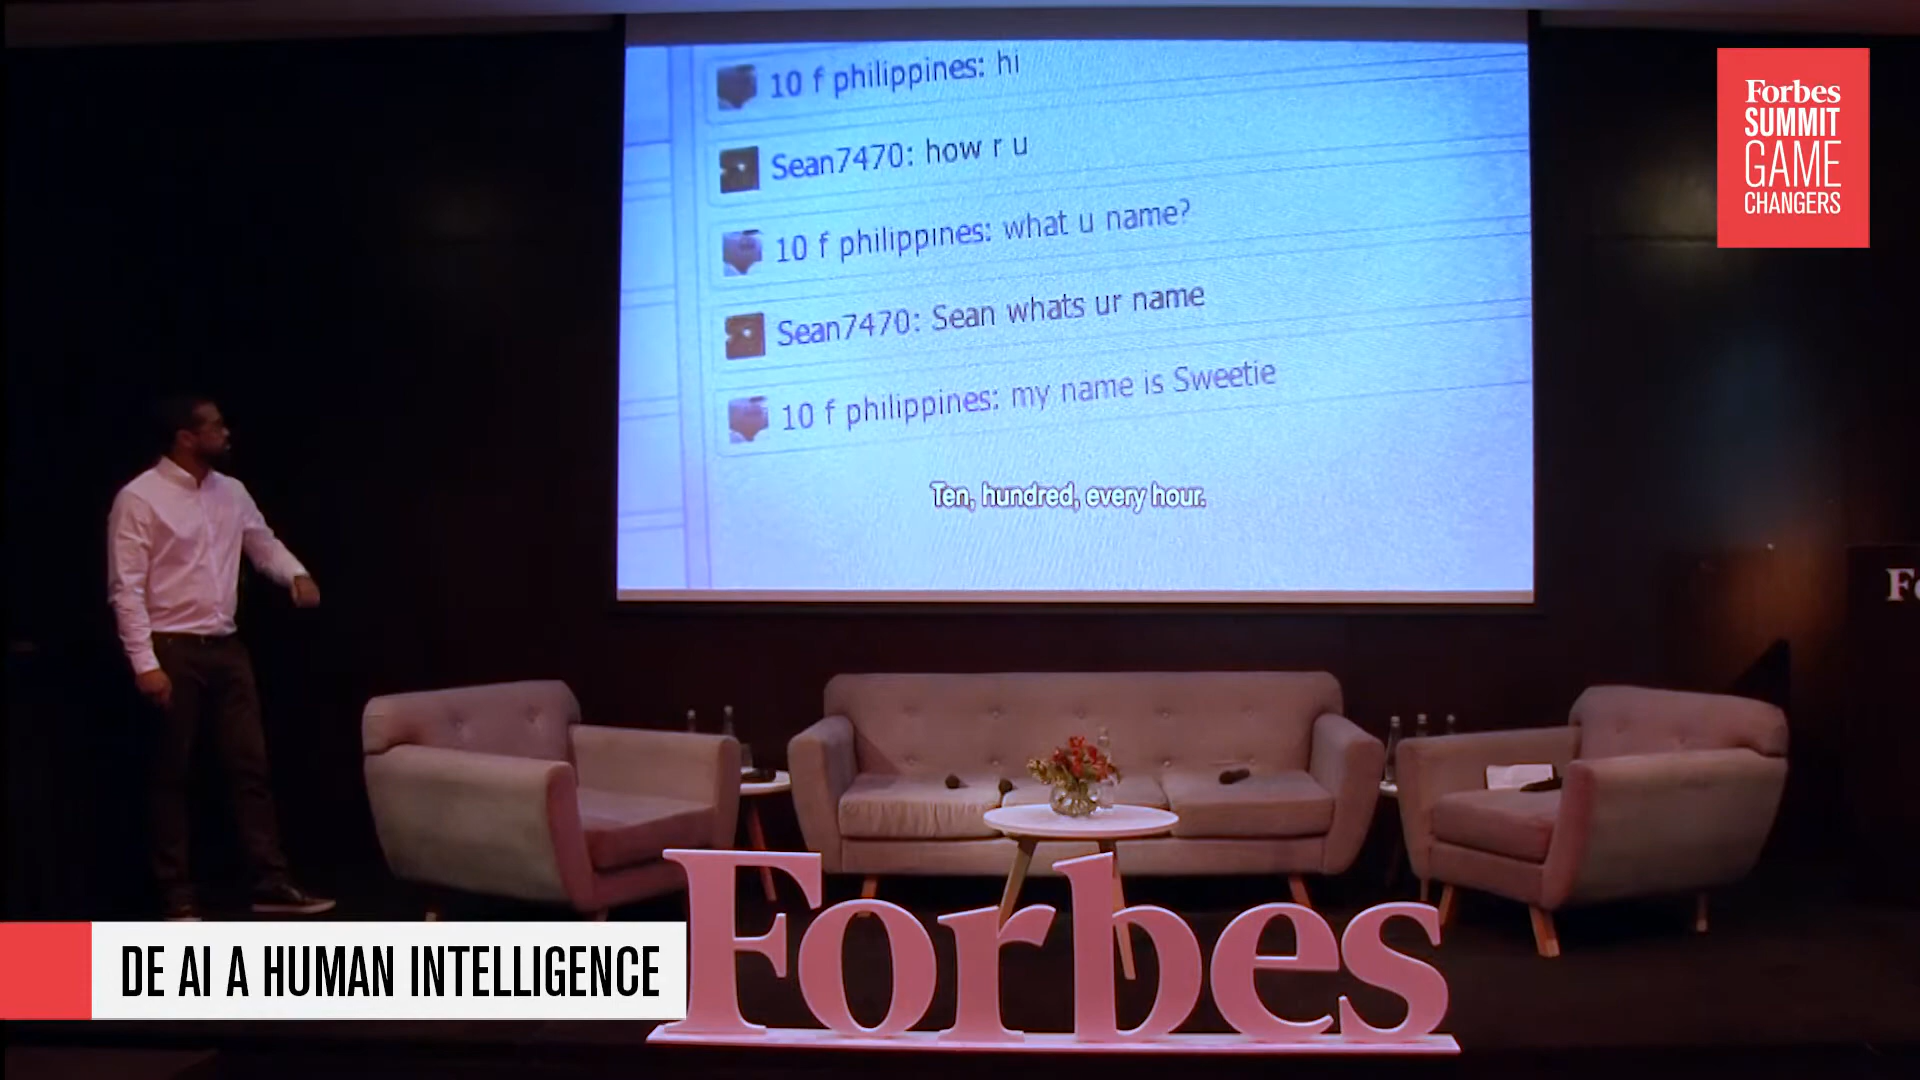 10 f philippines: hi
Sean7470: how r u
10 f philippines: what u name?
Sean7470: Sean whats ur name
10 f philippines: my name is Sweetie
Ten, hundred, every hour.
Forbes
SUMMIT
GAME
CHANGERS
Fo
DE AI A HUMAN INTELLIGENCE
Forbes